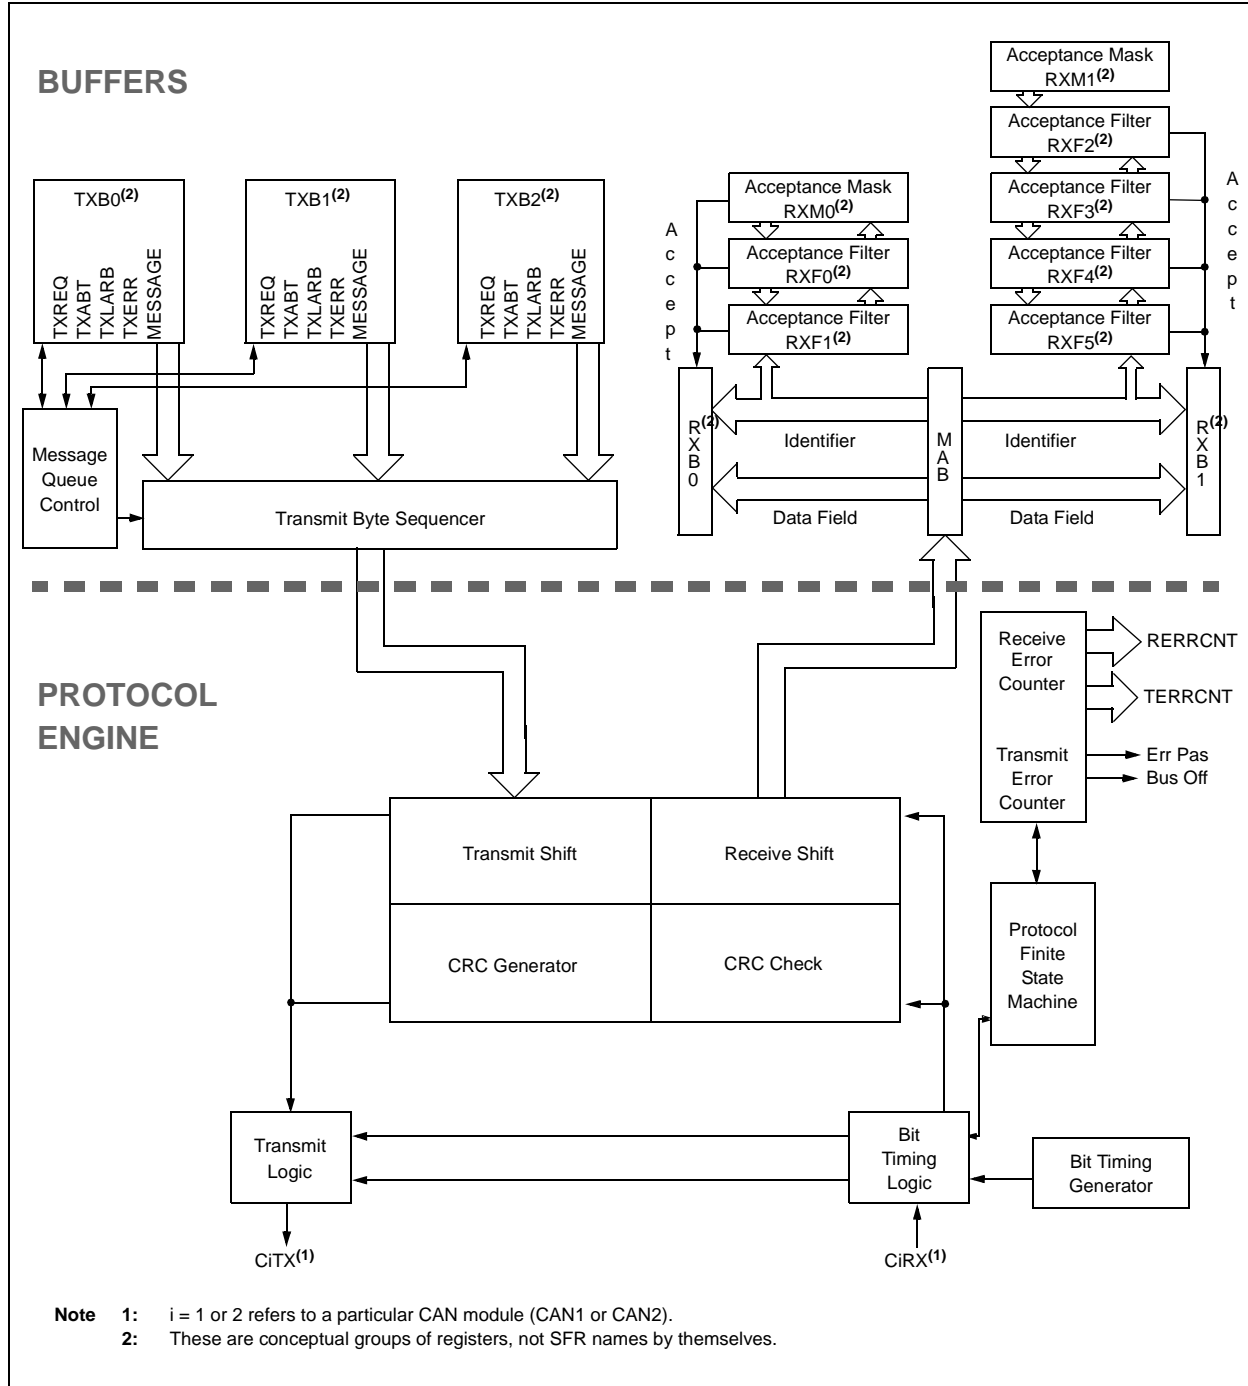 BUFFERS
Acceptance Mask
RXM1(2)
Acceptance Filter
RXF2(2)
Acceptance Filter
RXF3(2)
Acceptance Filter
RXF4(2)
Acceptance Filter
RXF5(2)
Accept
Acceptance Mask
RXM0(2)
Acceptance Filter
RXF0(2)
Acceptance Filter
RXF1(2)
Accept
TXB0(2)
TXREQ
TXABT
TXLARB
TXERR
MESSAGE
TXB1(2)
TXREQ
TXABT
TXLARB
TXERR
MESSAGE
TXB2(2)
TXREQ
TXABT
TXLARB
TXERR
MESSAGE
Message
Queue
Control
Transmit Byte Sequencer
RXB0(2)
Identifier
Data Field
MAB
Identifier
Data Field
RXB1(2)
PROTOCOL
ENGINE
Receive
Error
Counter
Transmit
Error
Counter
RERRCNT
TERRCNT
Err Pas
Bus Off
Transmit Shift
Receive Shift
CRC Generator
CRC Check
Protocol
Finite
State
Machine
Transmit
Logic
Bit
Timing
Logic
Bit Timing
Generator
CiTX(1)
CiRX(1)
Note 1: i = 1 or 2 refers to a particular CAN module (CAN1 or CAN2).
2: These are conceptual groups of registers, not SFR names by themselves.